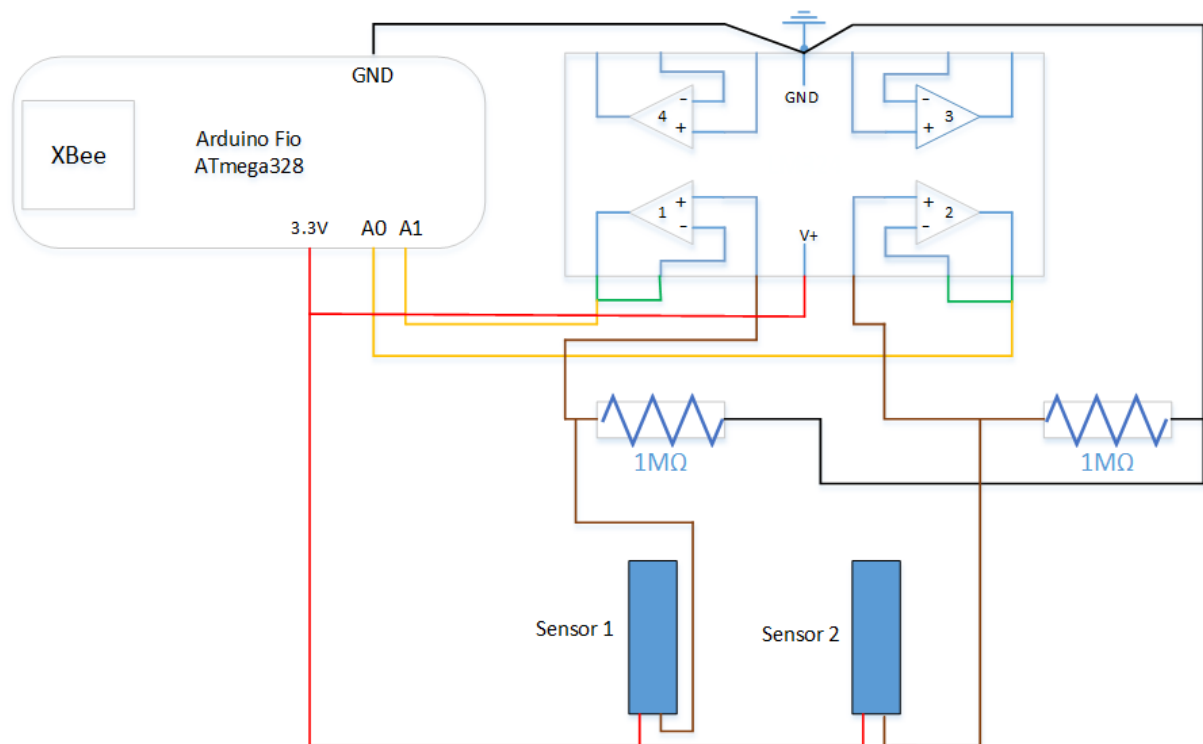 GND
XBee
Arduino Fio
ATmega328
3.3V A0 A1
GND
- 4 +
- 3 +
+ 1 -
+ 2 -
V+
1MΩ
1MΩ
Sensor 1
Sensor 2